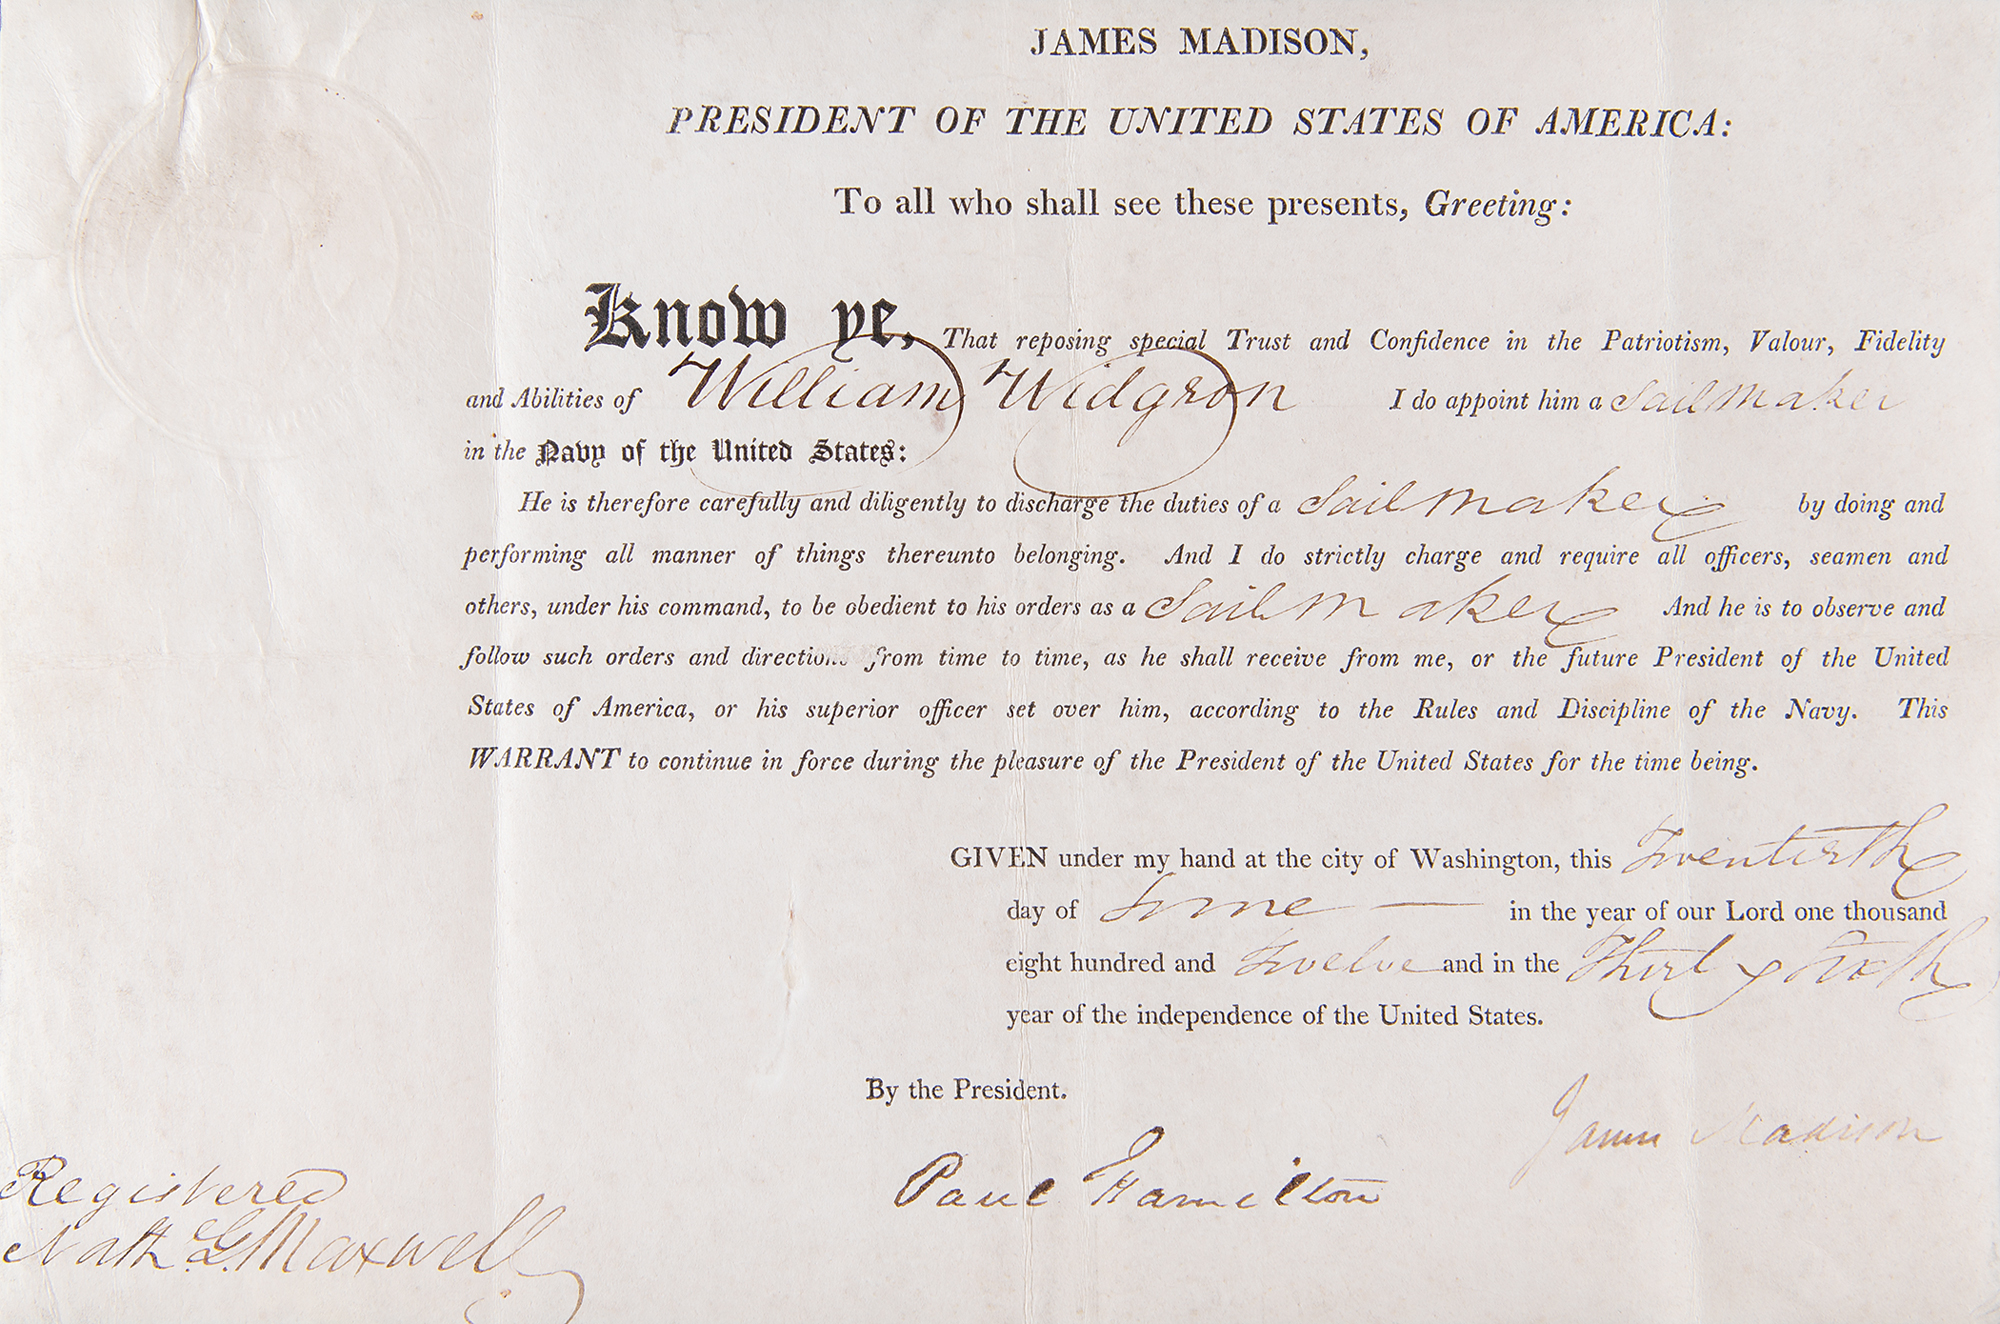 JAMES MADISON,
PRESIDENT OF THE UNITED STATES OF AMERICA:
To all who shall see these presents, Greeting:
Know ye, That reposing special Trust and Confidence in the Patriotism, Valour, Fidelity
and Abilities of William Widgron I do appoint him a Sailmaker
in the Navy of the United States:
He is therefore carefully and diligently to discharge the duties of a Sailmaker by doing and
performing all manner of things thereunto belonging. And I do strictly charge and require all officers, seamen and
others, under his command, to be obedient to his orders as a Sailmaker And he is to observe and
follow such orders and directions from time to time, as he shall receive from me, or the future President of the United
States of America, or his superior officer set over him, according to the Rules and Discipline of the Navy. This
WARRANT to continue in force during the pleasure of the President of the United States for the time being.
GIVEN under my hand at the city of Washington, this Twentieth
day of June — in the year of our Lord one thousand
eight hundred and Twelve and in the Thirty sixth
year of the independence of the United States.
By the President.
James Madison
Paul Hamilton
Registered
Nath G. Maxwell